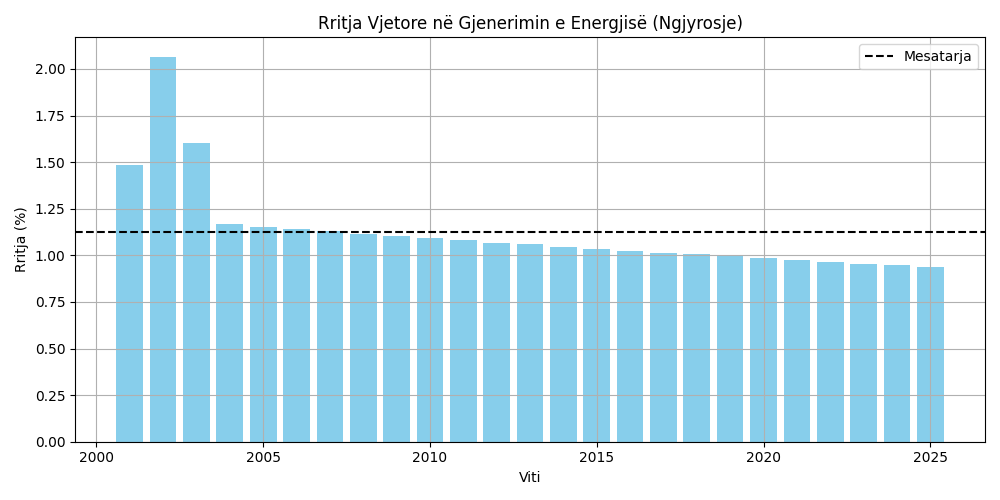 Rritja Vjetore në Gjenerimin e Energjisë (Ngjyrosje)
Mesatarja
2.00
1.75
1.50
1.25
1.00
0.75
0.50
0.25
0.00
Rritja (%)
2000 2005 2010 2015 2020 2025
Viti